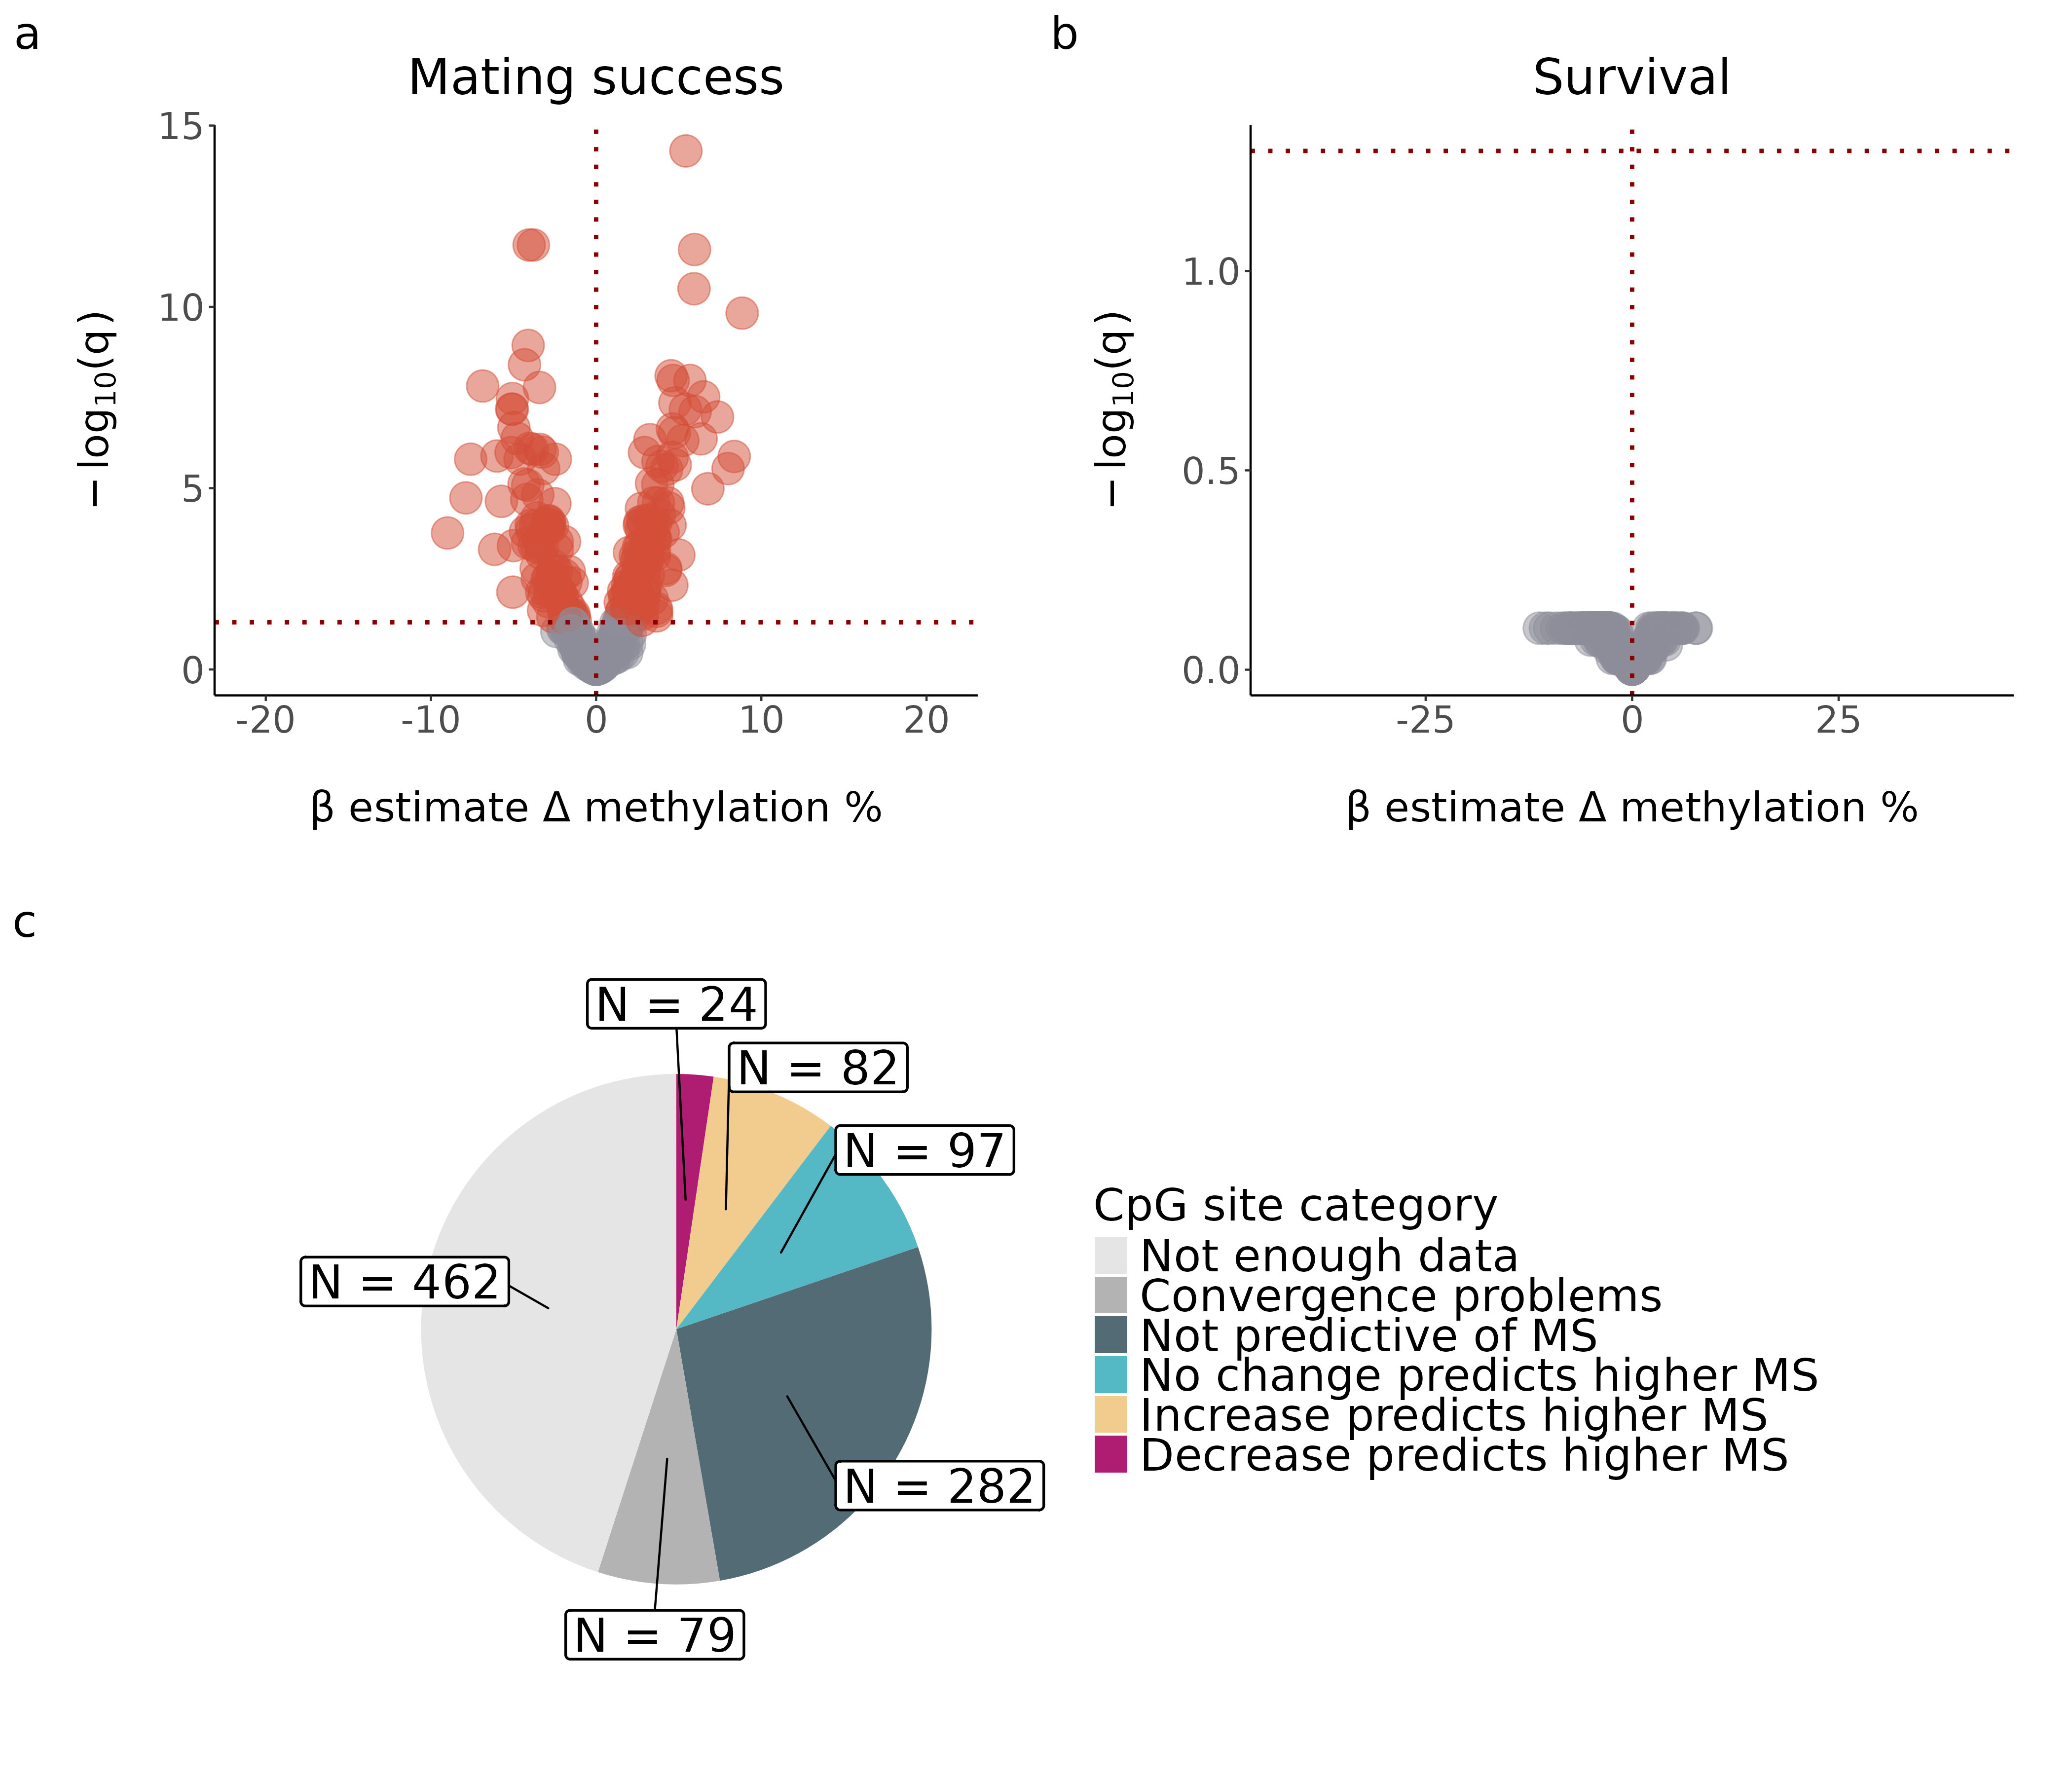 a
Mating success
15
10
5
0
− log10(q)
-20 -10 0 10 20
β estimate Δ methylation %
b
Survival
1.0
0.5
0.0
− log10(q)
-25 0 25
β estimate Δ methylation %
c
N = 24
N = 82
N = 97
N = 462
N = 282
N = 79
CpG site category
Not enough data
Convergence problems
Not predictive of MS
No change predicts higher MS
Increase predicts higher MS
Decrease predicts higher MS